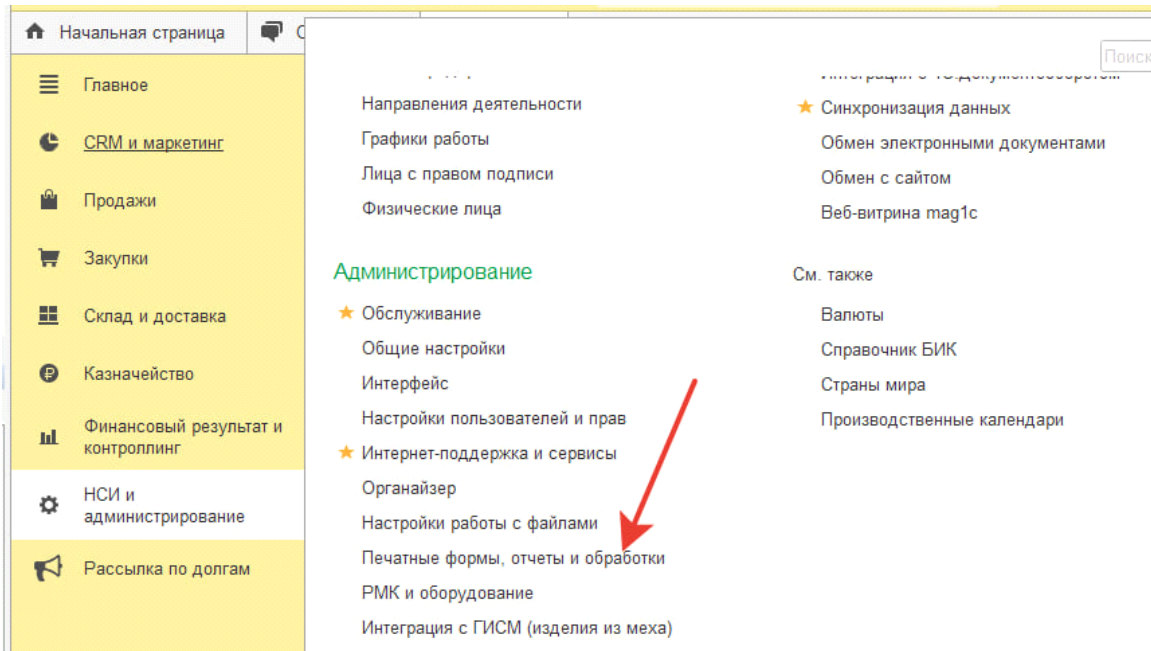 Начальная страница
Поиск
Главное
CRM и маркетинг
Продажи
Закупки
Склад и доставка
Казначейство
Финансовый результат и
контроллинг
НСИ и
администрирование
Рассылка по долгам
Направления деятельности
Графики работы
Лица с правом подписи
Физические лица
Администрирование
Обслуживание
Общие настройки
Интерфейс
Настройки пользователей и прав
Интернет-поддержка и сервисы
Органайзер
Настройки работы с файлами
Печатные формы, отчеты и обработки
РМК и оборудование
Интеграция с ГИСМ (изделия из меха)
Интеграция с 1С:Документооборотом
Синхронизация данных
Обмен электронными документами
Обмен с сайтом
Веб-витрина mag1c
См. также
Валюты
Справочник БИК
Страны мира
Производственные календари